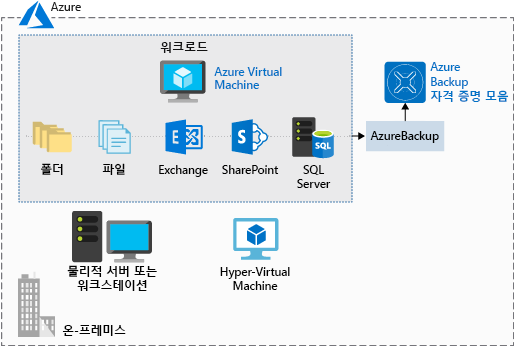 Azure
워크로드
Azure Virtual
Machine
Azure
Backup
자격 증명 모음
AzureBackup
폴더
파일
Exchange
SharePoint
SQL
SQL
Server
물리적 서버 또는
워크스테이션
Hyper-Virtual
Machine
온-프레미스